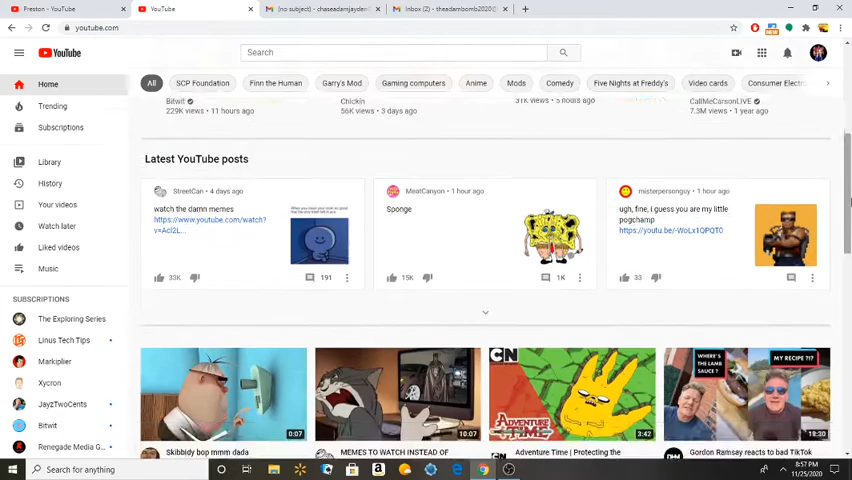 Preston - YouTube
YouTube
(no subject) - chaseadamsjayden
Inbox (2) - theadambomb2020@
youtube.com
YouTube
Search
All
SCP Foundation
Finn the Human
Garry's Mod
Gaming computers
Anime
Mods
Comedy
Five Nights at Freddy's
Video cards
Consumer Electro
Home
Trending
Subscriptions
Library
History
Your videos
Watch later
Liked videos
Music
SUBSCRIPTIONS
The Exploring Series
Linus Tech Tips
Markiplier
Xycron
JayzTwoCents
Bitwit
Renegade Media G...
Bitwit
229K views • 11 hours ago
Chickin
56K views • 3 days ago
31K views • 5 hours ago
CallMeCarsonLIVE
7.3M views • 1 year ago
Latest YouTube posts
StreetCan • 4 days ago
watch the damn memes
https://www.youtube.com/watch?
33K
191
MeatCanyon • 1 hour ago
Sponge
15K
1K
misterpersonguy • 1 hour ago
ugh, fine, i guess you are my little
pogchamp
https://youtu.be/-WoLx1QPQT0
33
0:07
Skibbidy bop mmm dada
10:07
MEMES TO WATCH INSTEAD OF
CN
ADVENTURE TIME
3:42
Adventure Time | Protecting the
WHERE'S
THE LAMB
SAUCE ?
MY RECIPE ?!?
18:30
Gordon Ramsay reacts to bad TikTok
Search for anything
8:57 PM
11/25/2020